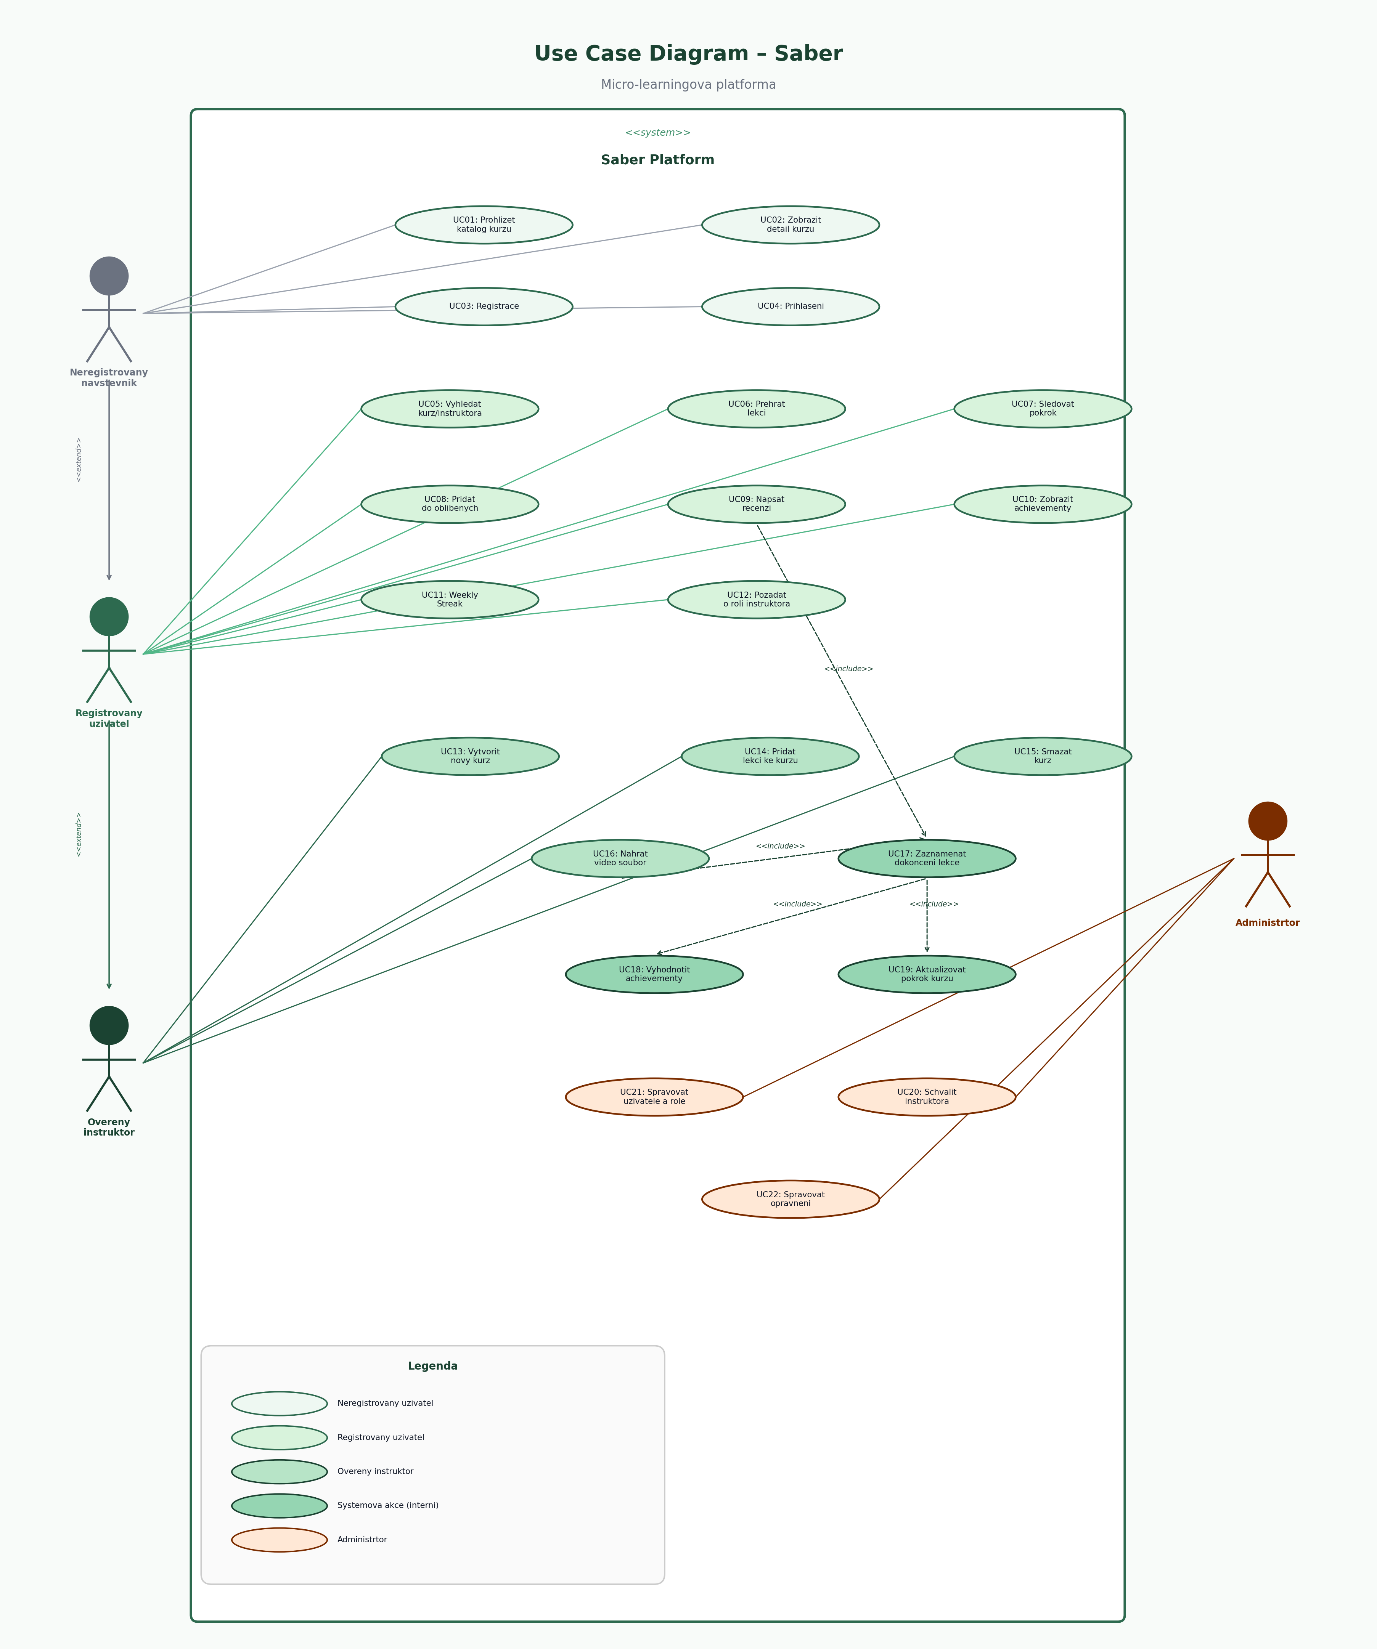 Use Case Diagram – Saber
Micro-learningova platforma
<<system>>
Saber Platform
UC01: Prohlizet
katalog kurzu
UC02: Zobrazit
detail kurzu
UC03: Registrace
UC04: Prihlaseni
Neregistrovany
navstevnik
UC05: Vyhledat
kurz/instruktora
UC06: Prehrat
lekci
UC07: Sledovat
pokrok
<<extend>>
UC08: Pridat
do oblibenych
UC09: Napsat
recenzi
UC10: Zobrazit
achievementy
UC11: Weekly
Streak
UC12: Pozadat
o roli instruktora
<<include>>
Registrovany
uzivatel
UC13: Vytvorit
novy kurz
UC14: Pridat
lekci ke kurzu
UC15: Smazat
kurz
<<extend>>
<<include>>
UC16: Nahrat
video soubor
UC17: Zaznamenat
dokonceni lekce
<<include>>
<<include>>
Administrtor
UC18: Vyhodnotit
achievementy
UC19: Aktualizovat
pokrok kurzu
UC21: Spravovat
uzivatele a role
UC20: Schvalit
instruktora
Overeny
instruktor
UC22: Spravovat
opravneni
Legenda
Neregistrovany uzivatel
Registrovany uzivatel
Overeny instruktor
Systemova akce (interni)
Administrtor